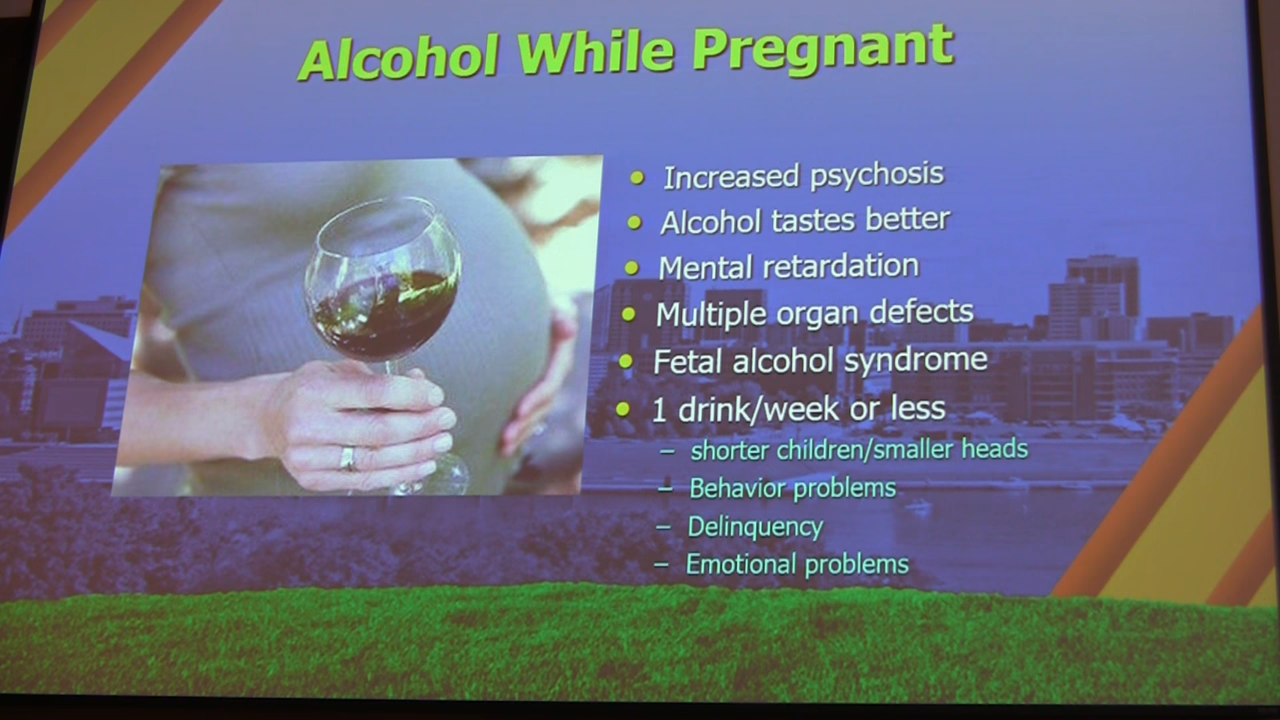 Alcohol While Pregnant
• Increased psychosis
• Alcohol tastes better
• Mental retardation
• Multiple organ defects
• Fetal alcohol syndrome
• 1 drink/week or less
– shorter children/smaller heads
– Behavior problems
– Delinquency
– Emotional problems